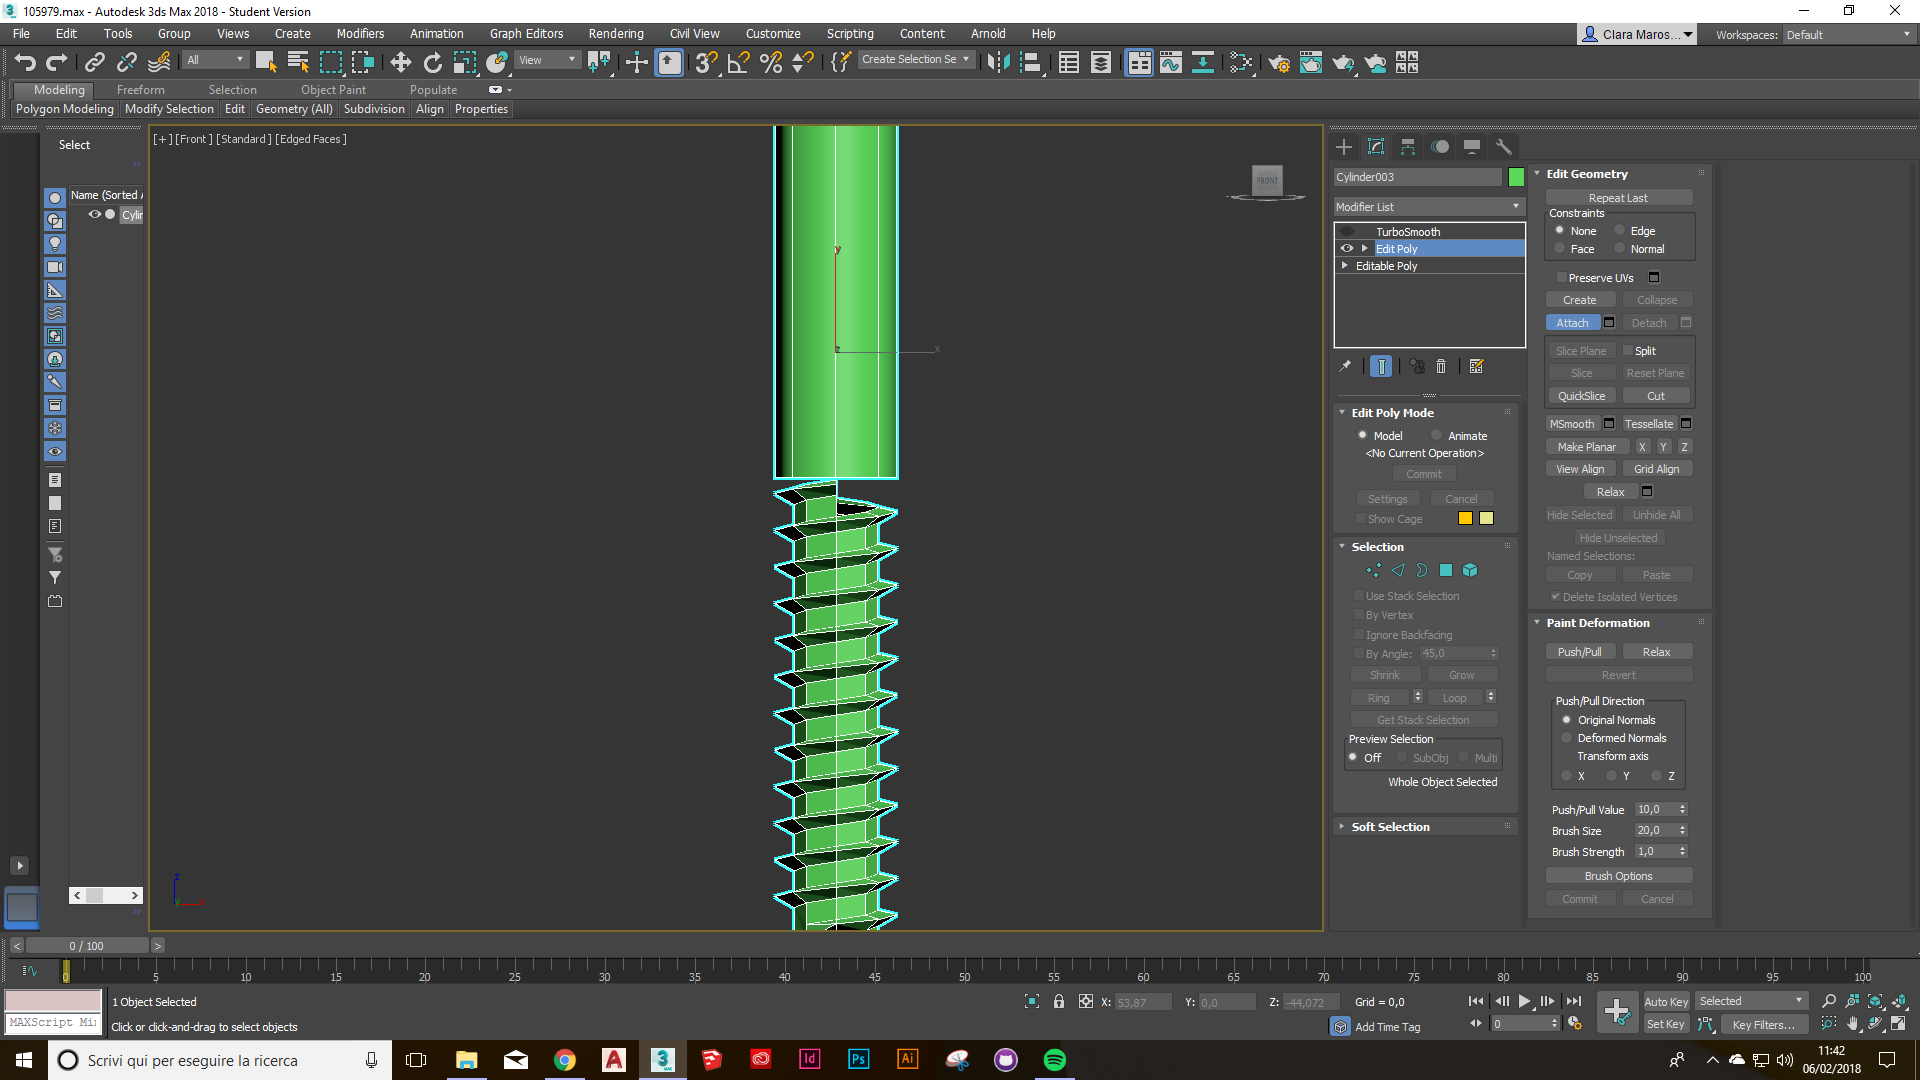 105979.max - Autodesk 3ds Max 2018 - Student Version
File Edit Tools Group Views Create Modifiers Animation Graph Editors Rendering Civil View Customize Scripting Content Arnold Help
Clara Maros... Workspaces: Default
All View Create Selection Se
Modeling Freeform Selection Object Paint Populate
Polygon Modeling Modify Selection Edit Geometry (All) Subdivision Align Properties
[+] [Front] [Standard] [Edged Faces]
Select
Name (Sorted A
Cylin
FRONT
y
z
x
z
Cylinder003
Modifier List
TurboSmooth
Edit Poly
Editable Poly
Edit Poly Mode
Model Animate
<No Current Operation>
Commit
Settings Cancel
Show Cage
Selection
Use Stack Selection
By Vertex
Ignore Backfacing
By Angle: 45,0
Shrink Grow
Ring Loop
Get Stack Selection
Preview Selection
Off SubObj Multi
Whole Object Selected
Soft Selection
Edit Geometry
Repeat Last
Constraints
None Edge
Face Normal
Preserve UVs
Create Collapse
Attach Detach
Slice Plane Split
Slice Reset Plane
QuickSlice Cut
MSmooth Tessellate
Make Planar X Y Z
View Align Grid Align
Relax
Hide Selected Unhide All
Hide Unselected
Named Selections:
Copy Paste
Delete Isolated Vertices
Paint Deformation
Push/Pull Relax
Revert
Push/Pull Direction
Original Normals
Deformed Normals
Transform axis
X Y Z
Push/Pull Value 10,0
Brush Size 20,0
Brush Strength 1,0
Brush Options
Commit Cancel
< 0 / 100 >
0 5 10 15 20 25 30 35 40 45 50 55 60 65 70 75 80 85 90 95 100
1 Object Selected
X: 53,87 Y: 0,0 Z: -44,072 Grid = 0,0
Auto Key Selected
MAXScript Mi
Click or click-and-drag to select objects
Add Time Tag
0
Set Key Key Filters...
Scrivi qui per eseguire la ricerca
A 3 MAX Id Ps Ai
11:42
06/02/2018